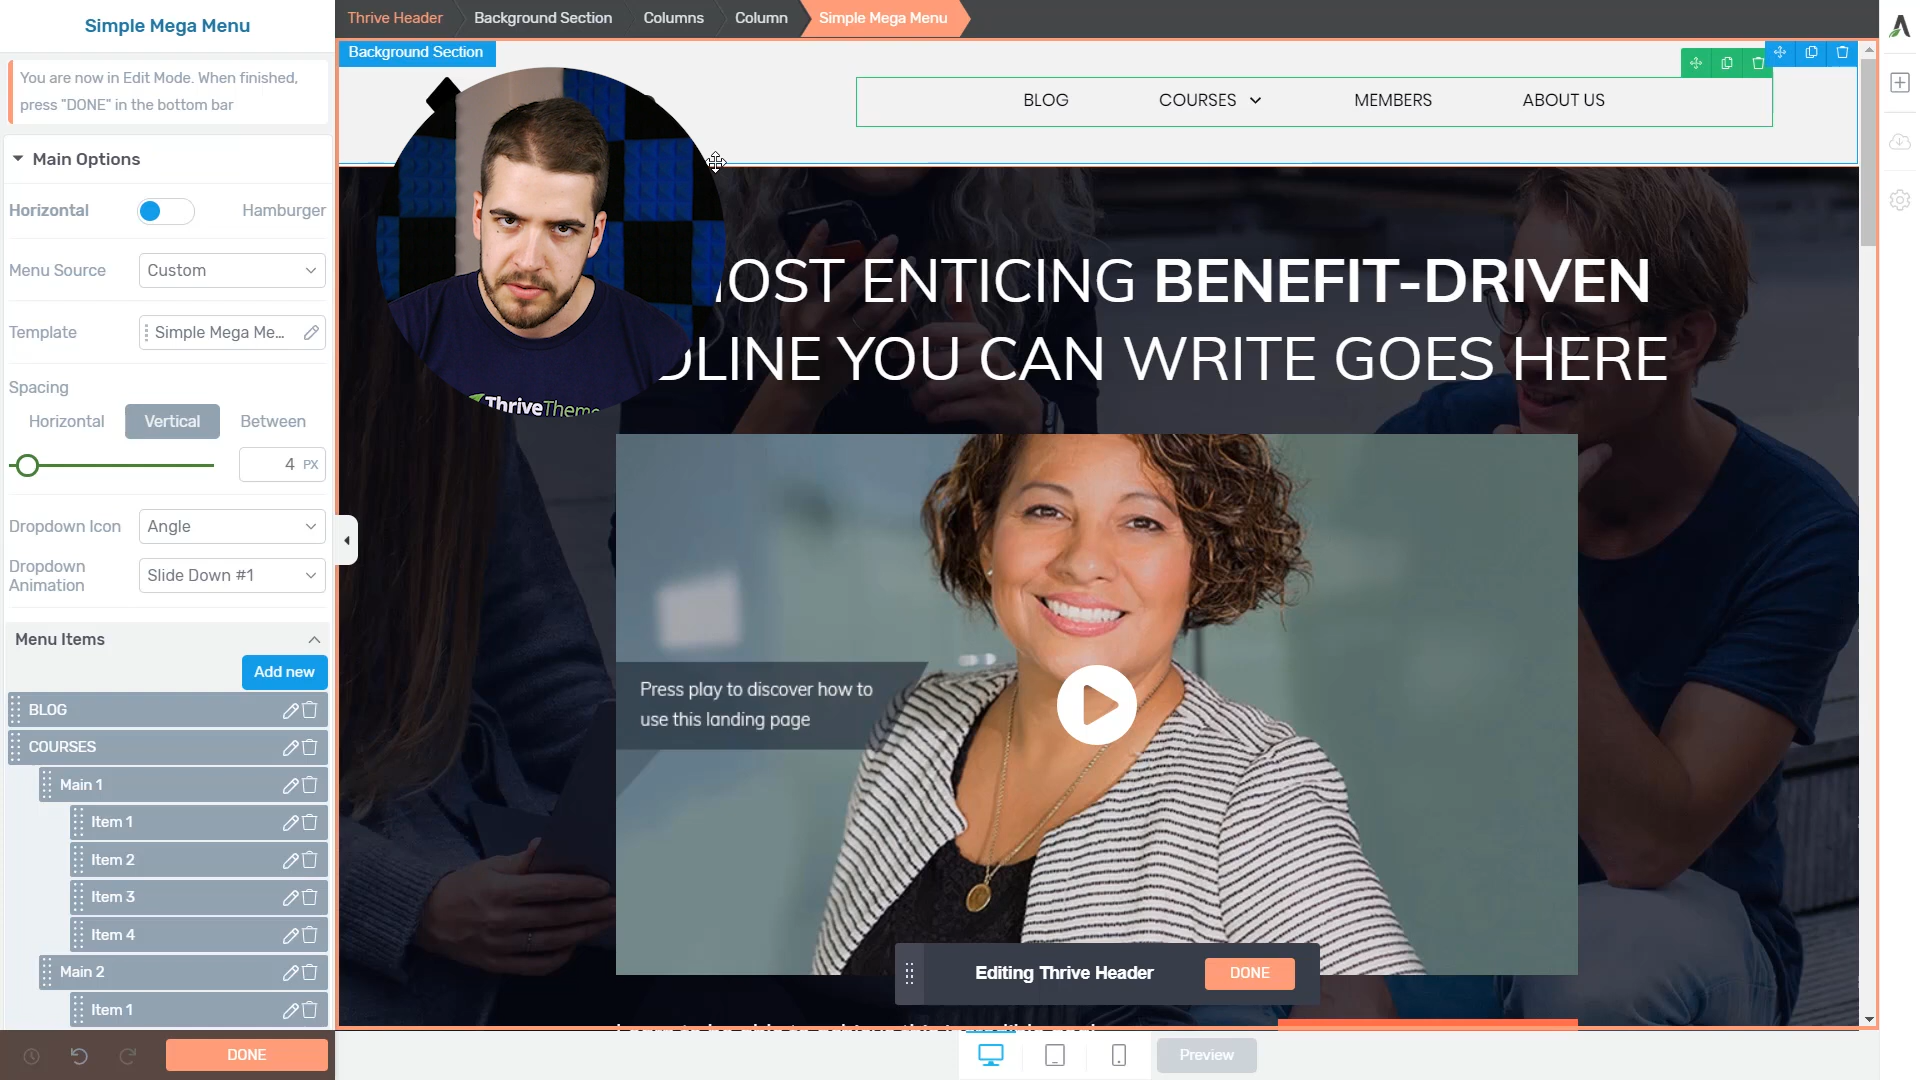 Simple Mega Menu
Thrive Header
Background Section
Columns
Column
Simple Mega Menu
You are now in Edit Mode. When finished,
press "DONE" in the bottom bar
Background Section
BLOG
COURSES
MEMBERS
ABOUT US
Main Options
Horizontal
Hamburger
Menu Source
Custom
Template
Simple Mega Me...
Spacing
Horizontal
Vertical
Between
4 PX
Dropdown Icon
Angle
Dropdown
Animation
Slide Down #1
Menu Items
Add new
BLOG
COURSES
Main 1
Item 1
Item 2
Item 3
Item 4
Main 2
Item 1
DONE
OST ENTICING BENEFIT-DRIVEN
DLINE YOU CAN WRITE GOES HERE
ThriveTheme
Press play to discover how to
use this landing page
Editing Thrive Header
DONE
Preview